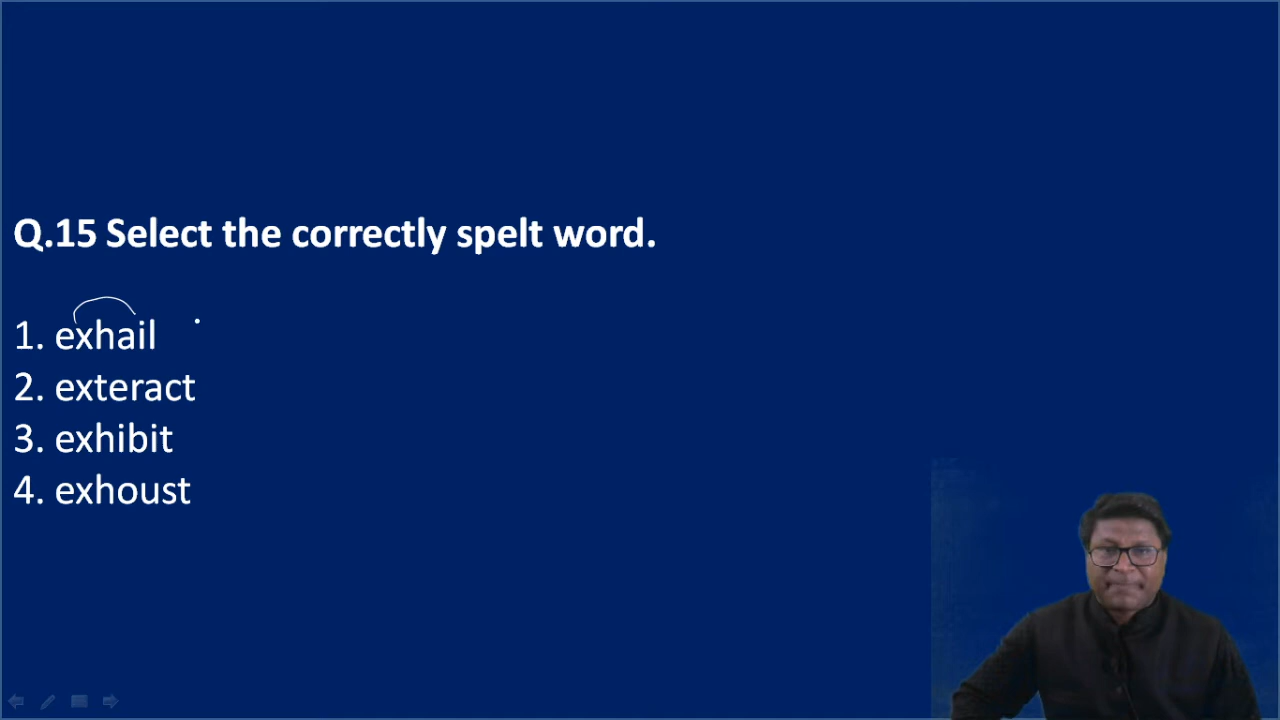 Q.15 Select the correctly spelt word.
1. exhail
2. exteract
3. exhibit
4. exhoust